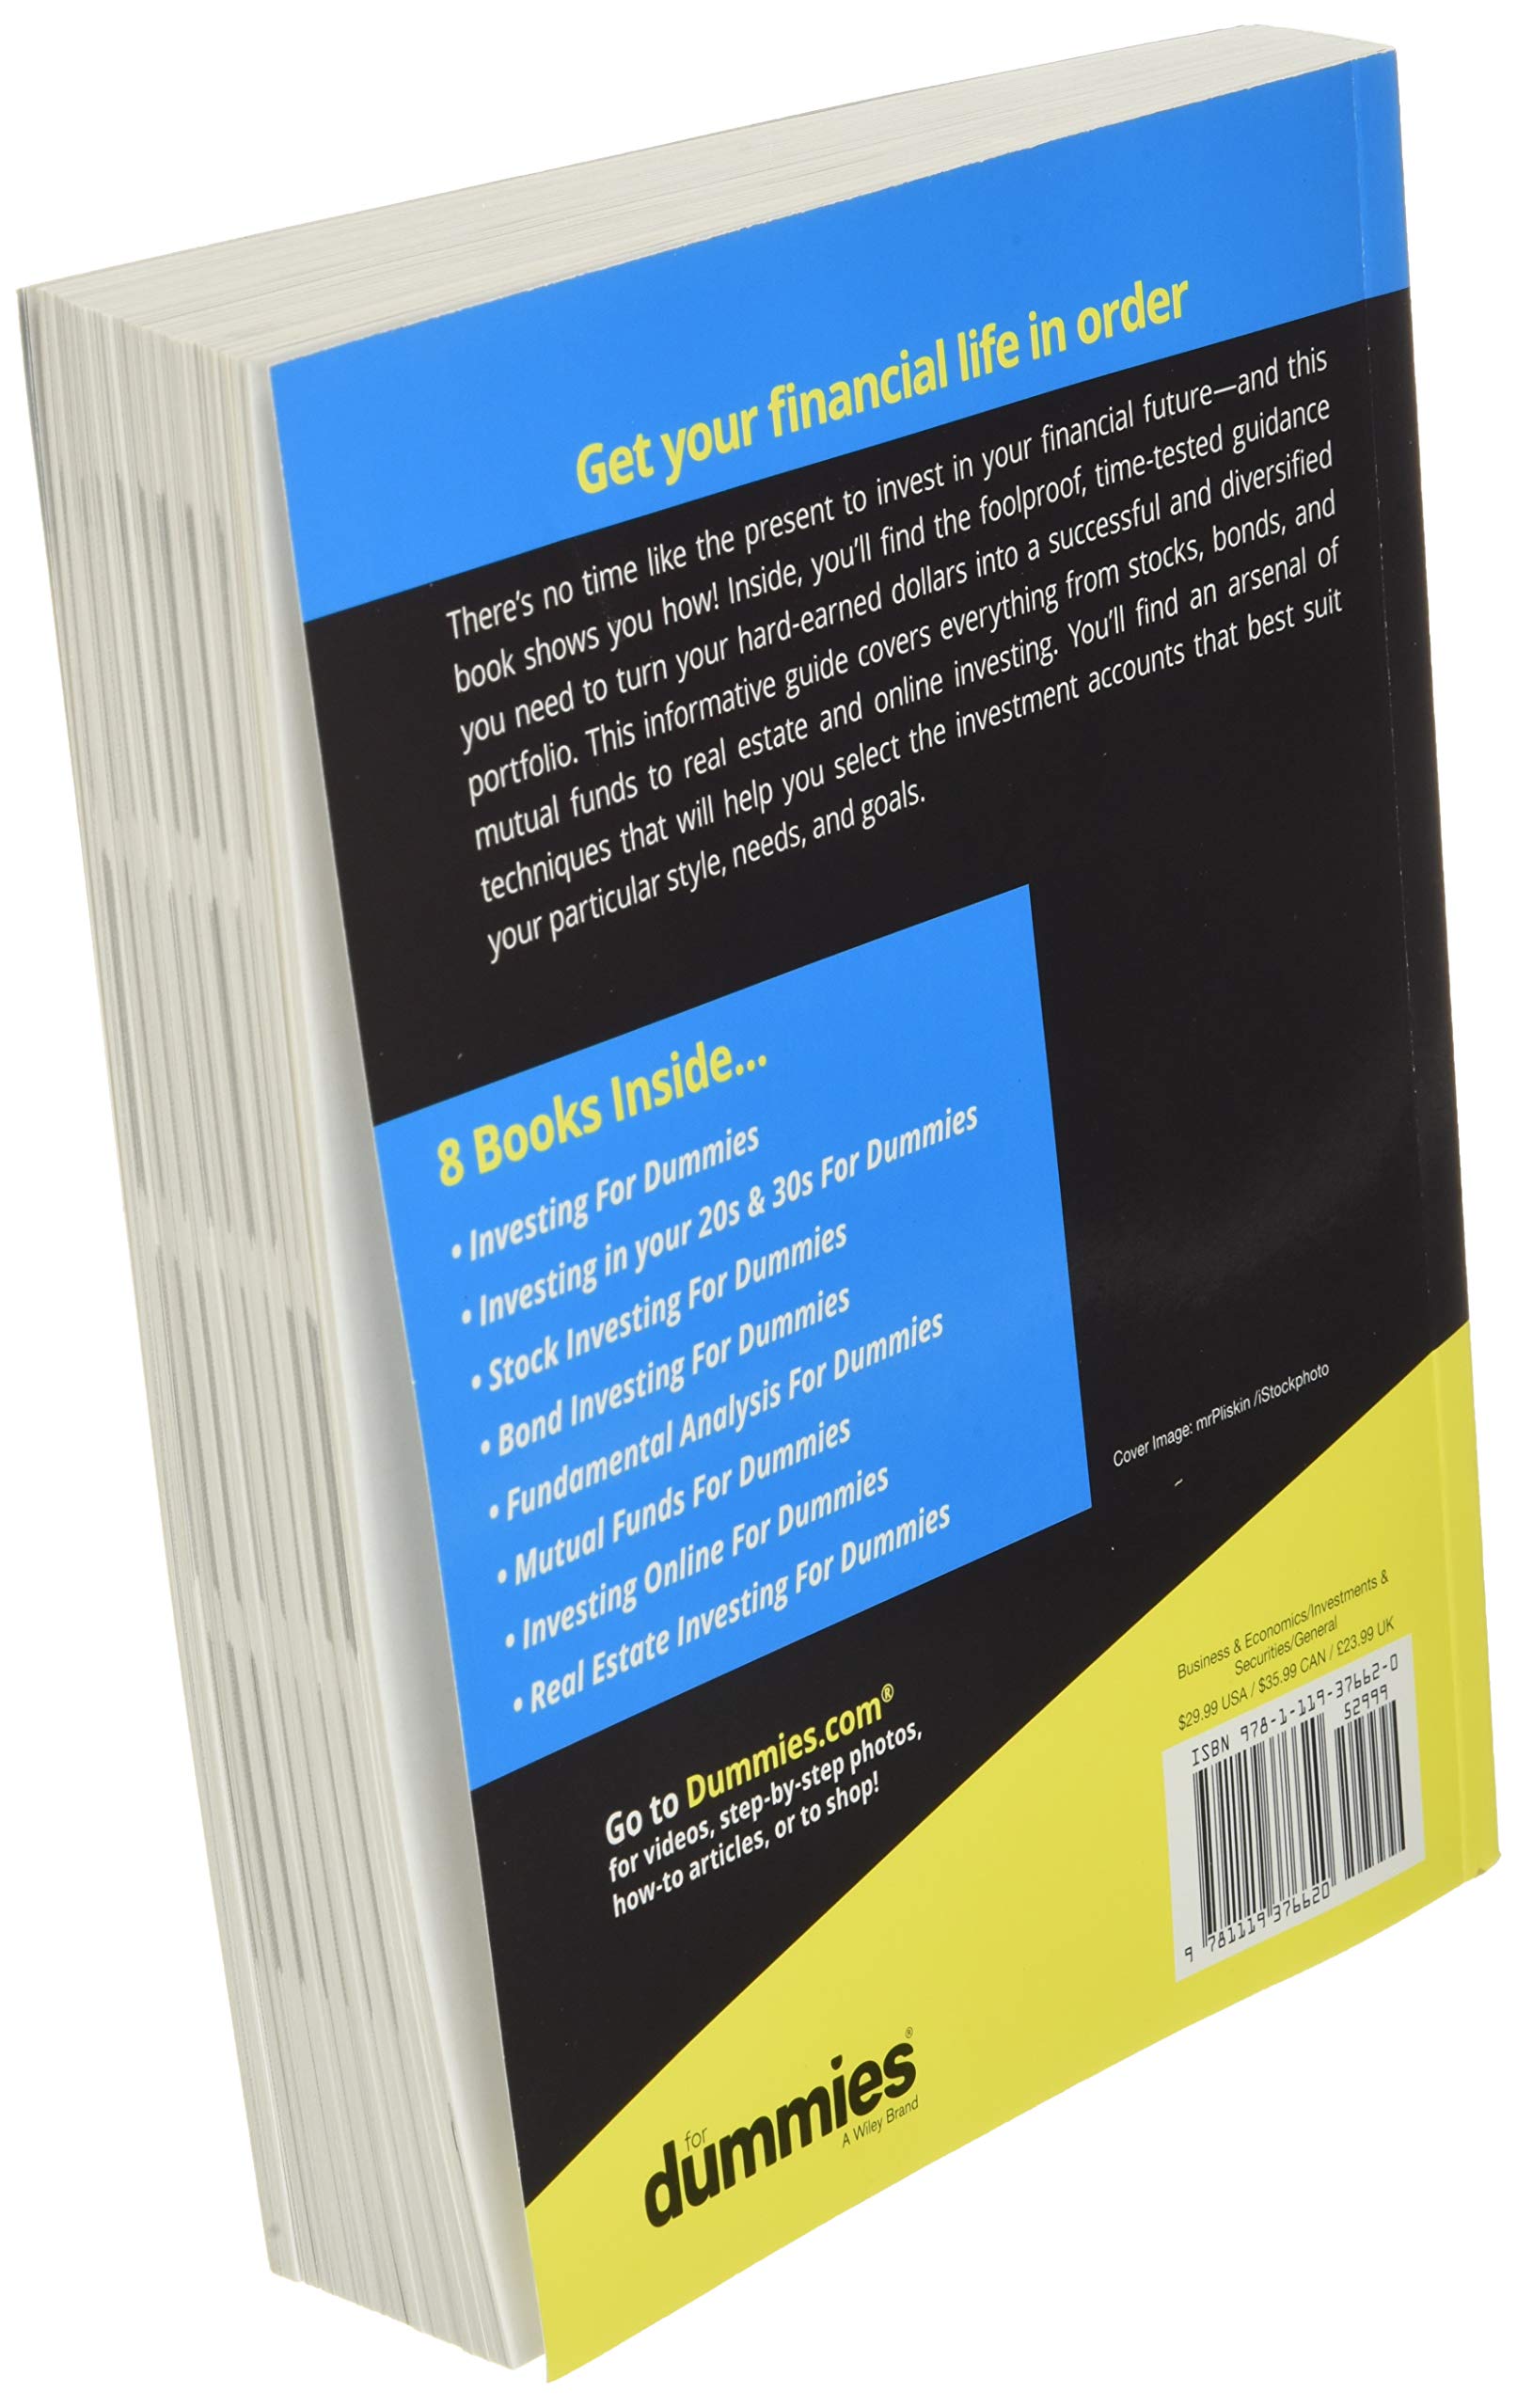 Get your financial life in order
There's no time like the present to invest in your financial future—and this
book shows you how! Inside, you'll find the foolproof, time-tested guidance
you need to turn your hard-earned dollars into a successful and diversified
portfolio. This informative guide covers everything from stocks, bonds, and
mutual funds to real estate and online investing. You'll find an arsenal of
techniques that will help you select the investment accounts that best suit
your particular style, needs, and goals.
8 Books Inside...
• Investing For Dummies
• Investing in your 20s & 30s For Dummies
• Stock Investing For Dummies
• Bond Investing For Dummies
• Fundamental Analysis For Dummies
• Mutual Funds For Dummies
• Investing Online For Dummies
• Real Estate Investing For Dummies
Cover Image: mrPliskin /iStockphoto
Go to Dummies.com®
for videos, step-by-step photos,
how-to articles, or to shop!
Business & Economics/Investments &
Securities/General
$29.99 USA / $35.99 CAN / £23.99 UK
ISBN 978-1-119-37662-0
52999
9 781119 376620
for
dummies®
A Wiley Brand